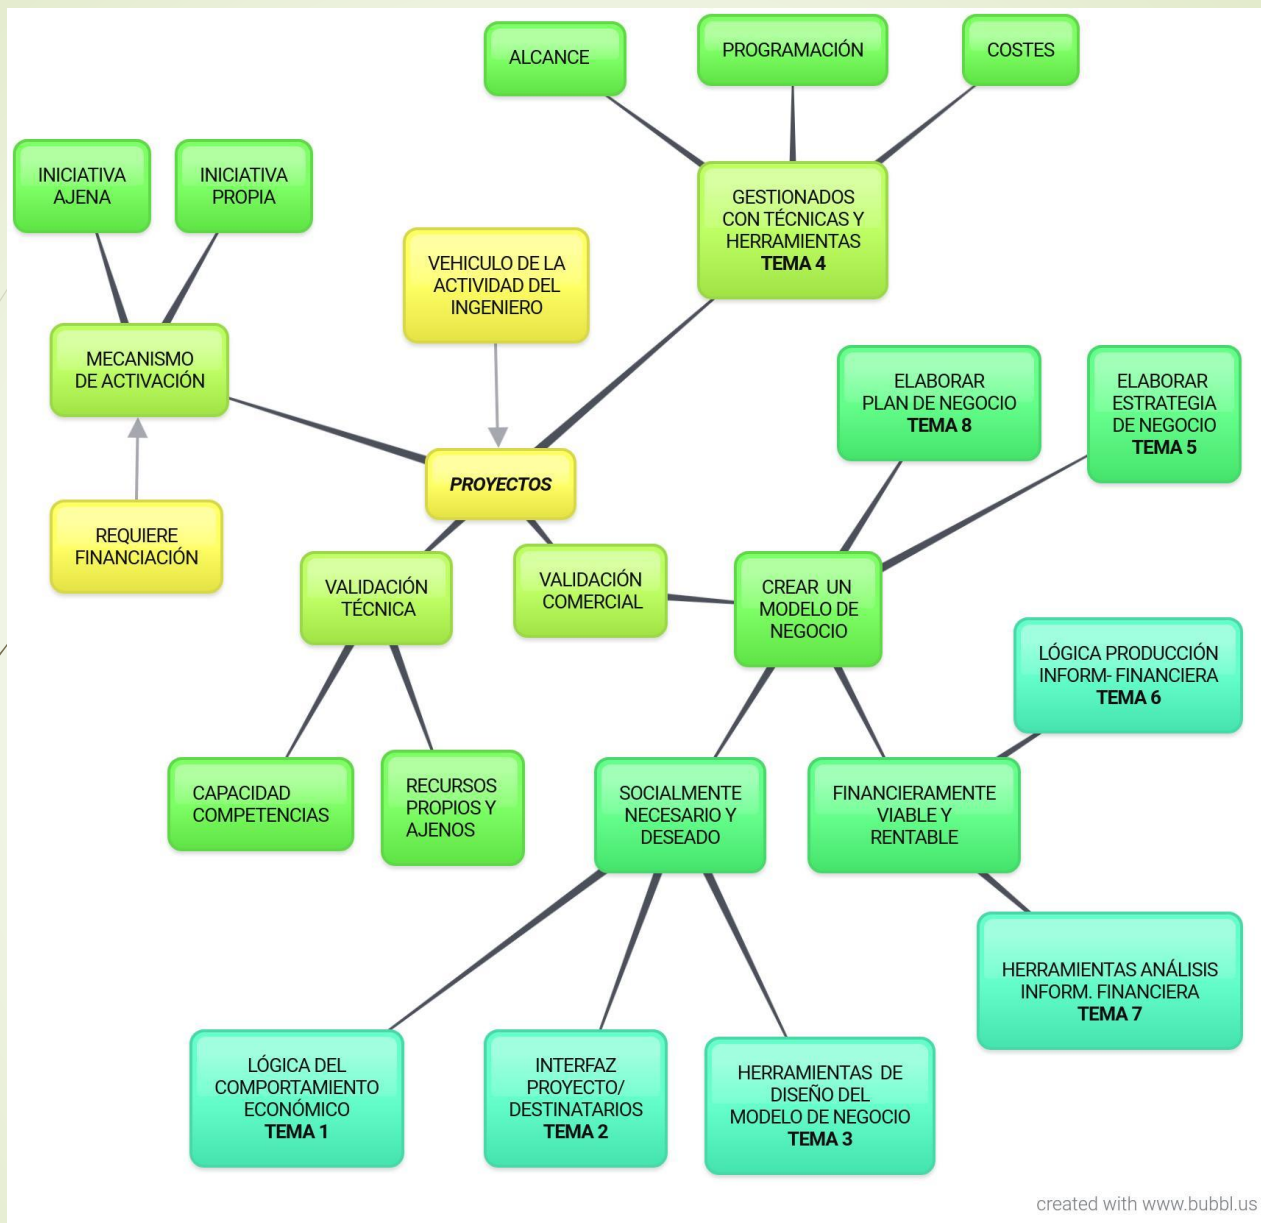 ALCANCE
PROGRAMACIÓN
COSTES
INICIATIVA
AJENA
INICIATIVA
PROPIA
GESTIONADOS
CON TÉCNICAS Y
HERRAMIENTAS
TEMA 4
VEHICULO DE LA
ACTIVIDAD DEL
INGENIERO
MECANISMO
DE ACTIVACIÓN
ELABORAR
PLAN DE NEGOCIO
TEMA 8
ELABORAR
ESTRATEGIA
DE NEGOCIO
TEMA 5
PROYECTOS
REQUIERE
FINANCIACIÓN
VALIDACIÓN
TÉCNICA
VALIDACIÓN
COMERCIAL
CREAR UN
MODELO DE
NEGOCIO
LÓGICA PRODUCCIÓN
INFORM- FINANCIERA
TEMA 6
CAPACIDAD
COMPETENCIAS
RECURSOS
PROPIOS Y
AJENOS
SOCIALMENTE
NECESARIO Y
DESEADO
FINANCIERAMENTE
VIABLE Y
RENTABLE
HERRAMIENTAS ANÁLISIS
INFORM. FINANCIERA
TEMA 7
LÓGICA DEL
COMPORTAMIENTO
ECONÓMICO
TEMA 1
INTERFAZ
PROYECTO/
DESTINATARIOS
TEMA 2
HERRAMIENTAS DE
DISEÑO DEL
MODELO DE NEGOCIO
TEMA 3
created with www.bubbl.us